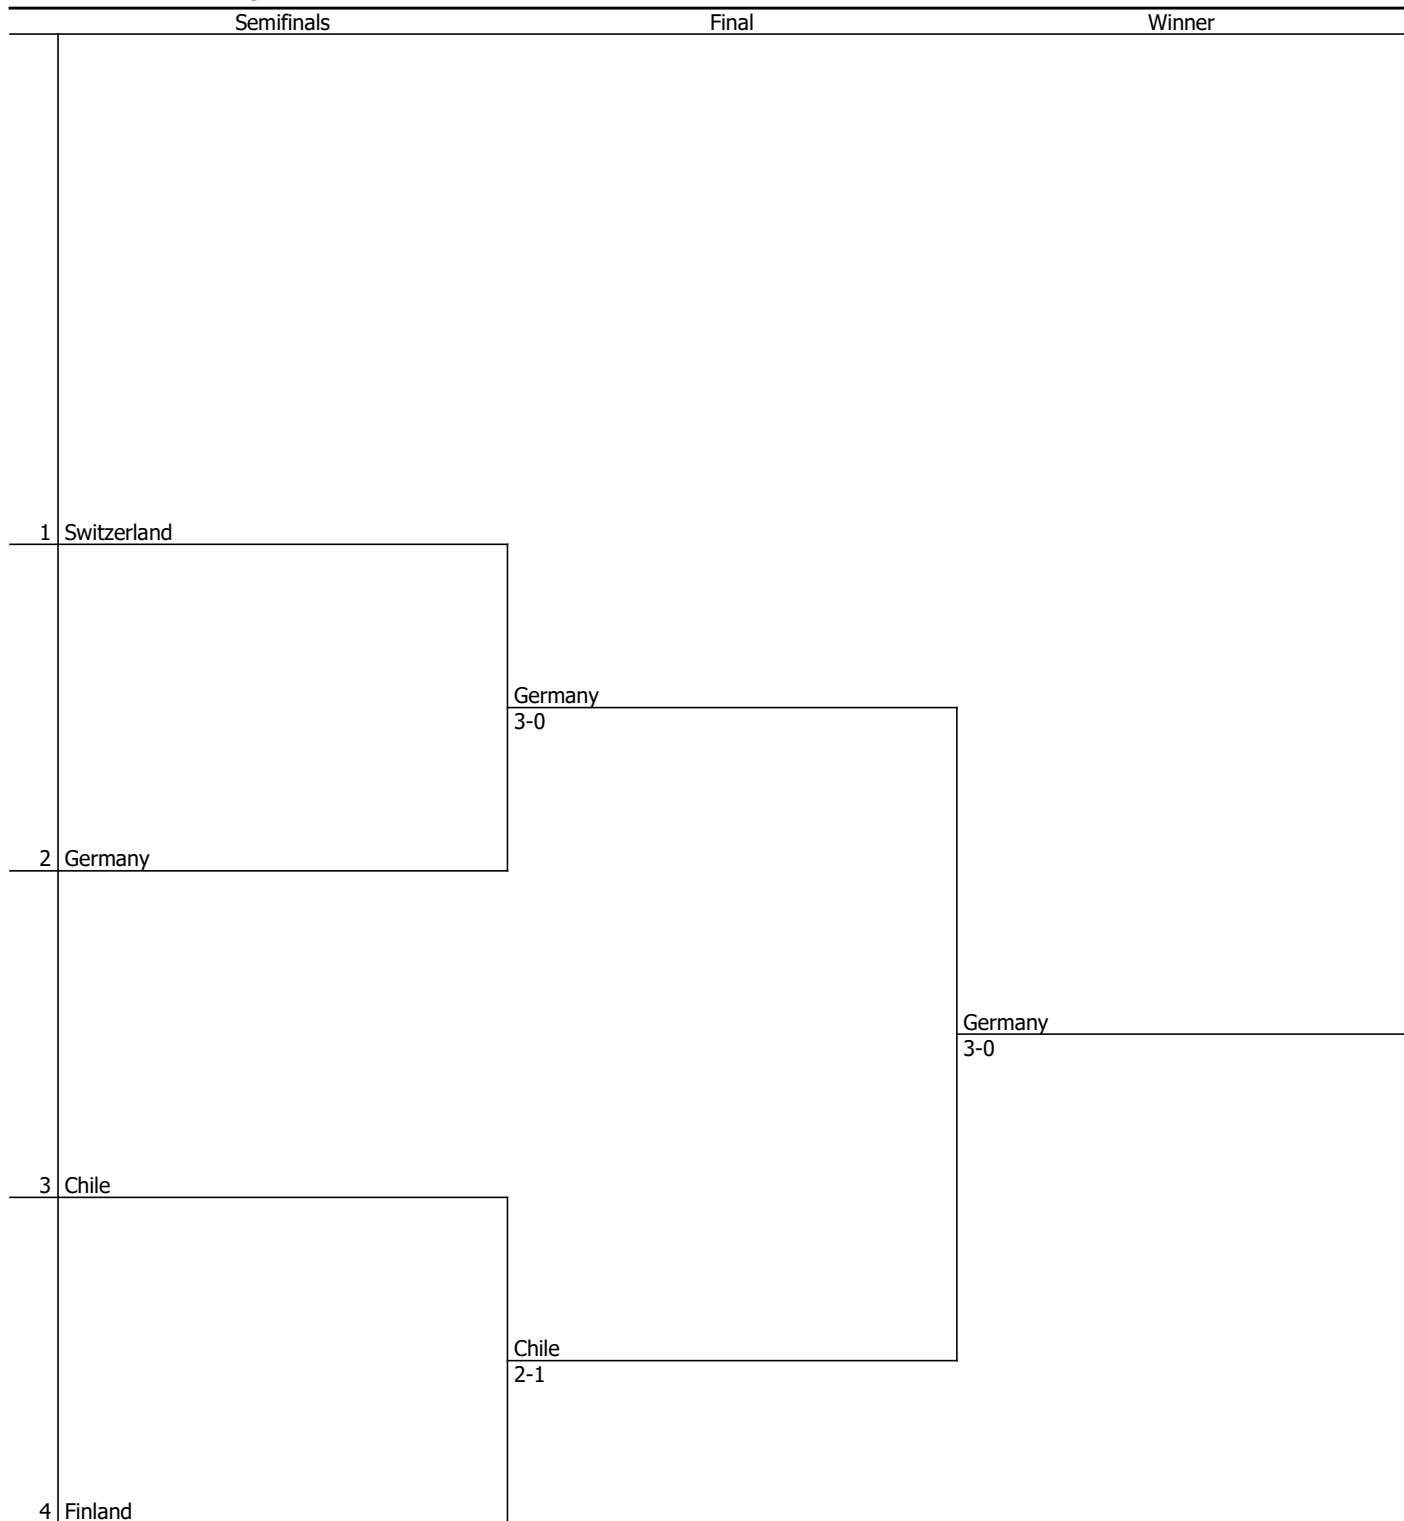 Semifinals Final Winner
1 Switzerland
Germany
3-0
2 Germany
Germany
3-0
3 Chile
Chile
2-1
4 Finland